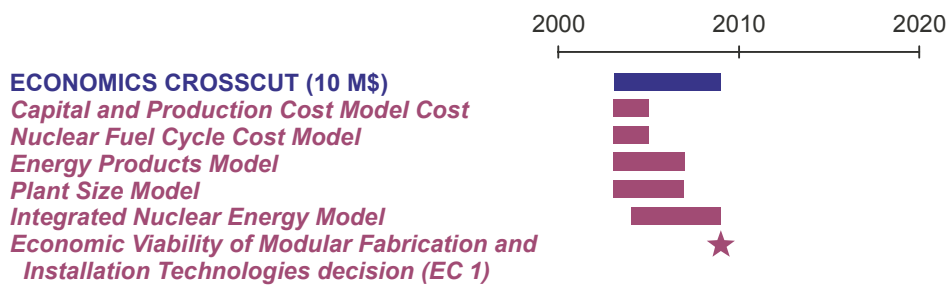 2000 2010 2020
ECONOMICS CROSSCUT (10 M$)
Capital and Production Cost Model Cost
Nuclear Fuel Cycle Cost Model
Energy Products Model
Plant Size Model
Integrated Nuclear Energy Model
Economic Viability of Modular Fabrication and
Installation Technologies decision (EC 1)